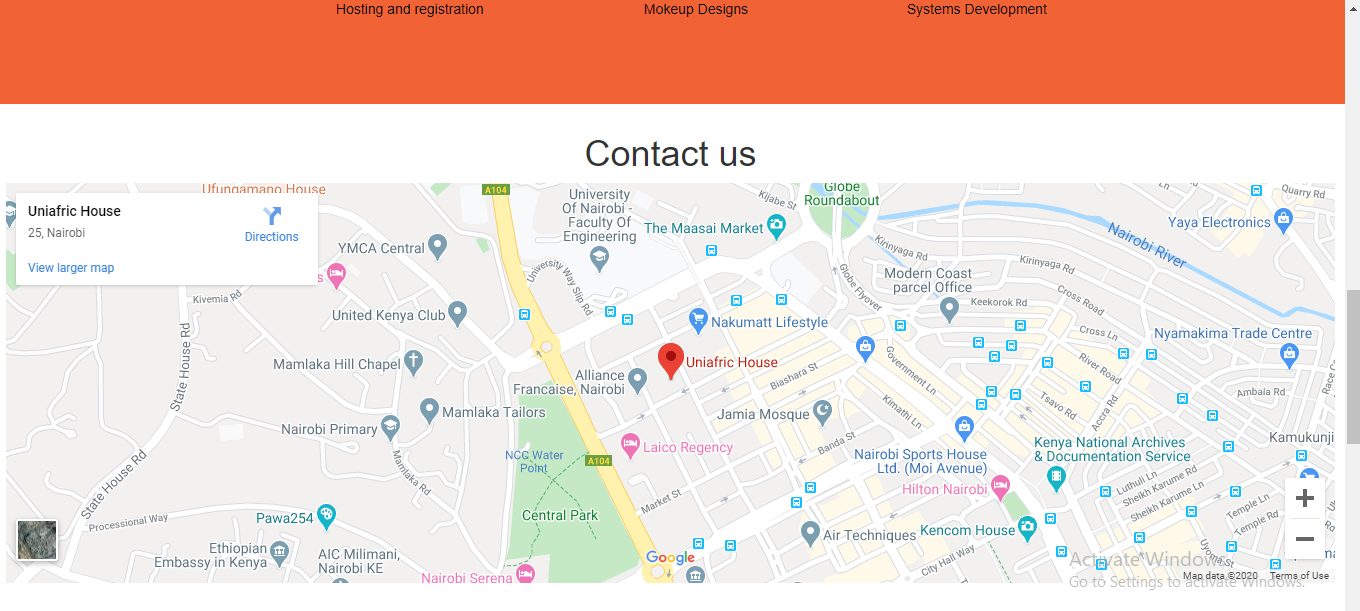 Hosting and registration
Mokeup Designs
Systems Development
Contact us
Uniafric House
25, Nairobi
Directions
View larger map
Ufungamano House
A104
University
Of Nairobi -
Faculty Of
Engineering
Kijabe St
Globe
Roundabout
Quarry Rd
Yaya Electronics
The Maasai Market
Nairobi River
YMCA Central
Kirinyaga Rd
Kirinyaga Rd
University Way Slip Rd
Globe Flyover
Modern Coast
parcel Office
Keekorok Rd
Cross Road
Kivemia Rd
United Kenya Club
Nakumatt Lifestyle
Cross Ln
Nyamakima Trade Centre
State House Rd
Mamlaka Hill Chapel
Uniafric House
Government Ln
River Road
Alliance
Francaise, Nairobi
Biashara St
Ambala Rd
Race C
Mamlaka Tailors
Jamia Mosque
Kimathi Ln
Tsavo Rd
Accra Rd
Nairobi Primary
Banda St
Kamukunji
Laico Regency
Kenya National Archives
& Documentation Service
NCC Water
Point
A104
Nairobi Sports House
Ltd. (Moi Avenue)
Mamlaka Rd
State House Rd
Hilton Nairobi
Luthuli Ln
Sheikh Karume Rd
Sheikh Karume Ln
Market St
Central Park
Processional Way
Pawa254
Kencom House
Temple Rd
Temple Ln
Air Techniques
Ethiopian
Embassy in Kenya
AIC Milimani,
Nairobi KE
City Hall Way
Google
Nairobi Serena
Activate Windows
Go to Settings to activate Windows.
Map data ©2020
Terms of Use